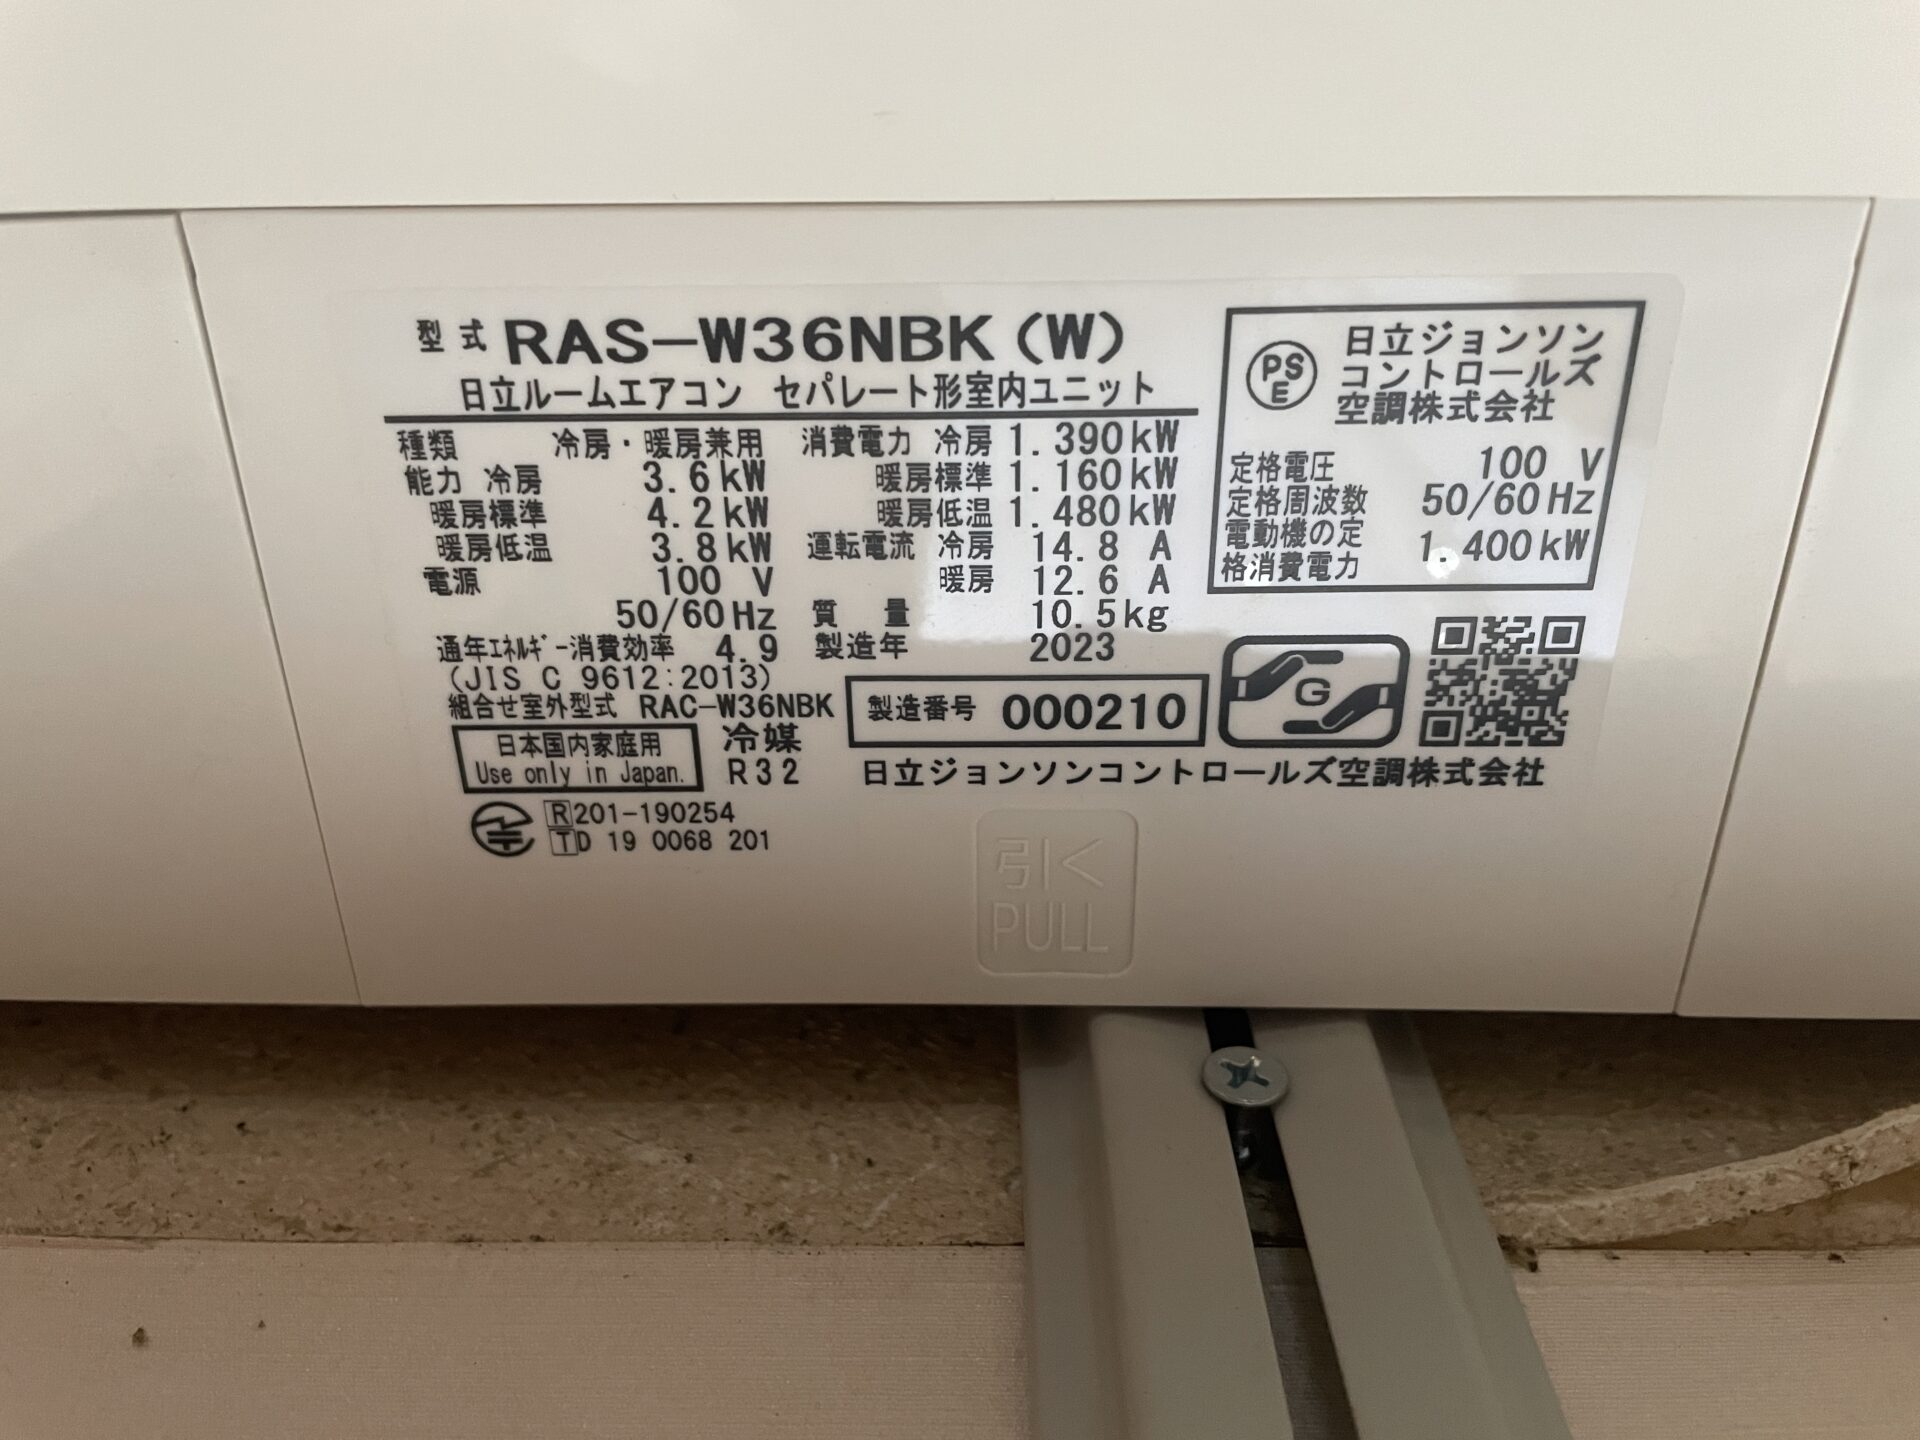 型式 RAS-W36NBK(W)
日立ルームエアコン セパレート形室内ユニット
種類 冷房・暖房兼用
能力 冷房 3.6kW
暖房標準 4.2kW
暖房低温 3.8kW
電源 100 V
50/60Hz
通年エネルギー消費効率 4.9
(JIS C 9612:2013)
組合せ室外型式 RAC-W36NBK
日本国内家庭用
Use only in Japan.
冷媒
R32
R201-190254
TD 19 0068 201
消費電力 冷房 1.390kW
暖房標準 1.160kW
暖房低温 1.480kW
運転電流 冷房 14.8 A
暖房 12.6 A
質量 10.5kg
製造年 2023
製造番号 000210
日立ジョンソンコントロールズ空調株式会社
PSE
日立ジョンソン
コントロールズ
空調株式会社
定格電圧 100 V
定格周波数 50/60Hz
電動機の定
格消費電力 1.400kW
G
引く
PULL